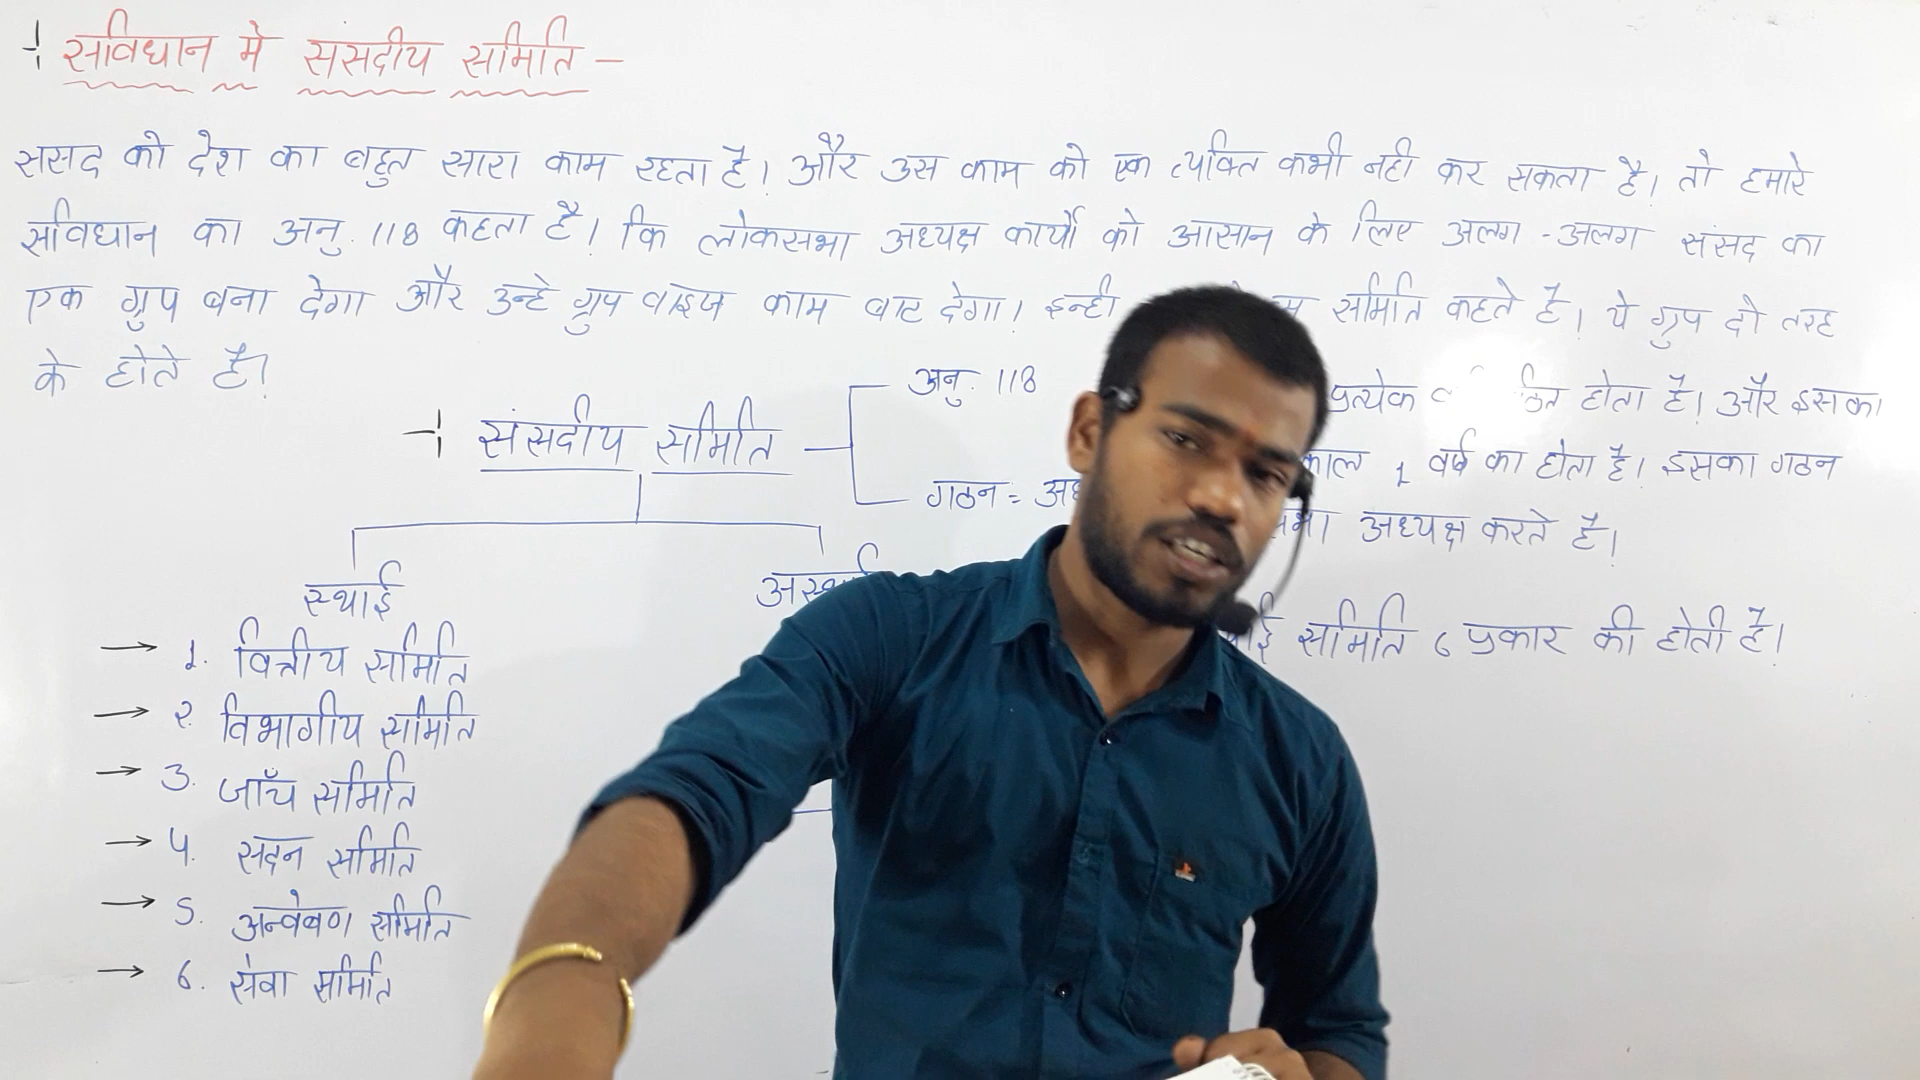 सविधान मे संसदीय समिति –
ससद को देश का बहुत सारा काम रहता है। और उस काम को एक व्यक्ति कभी नही कर सकता है। तो हमारे
सविधान का अनु. 118 कहता है। कि लोकसभा अध्यक्ष कार्यो को आसान के लिए अलग -अलग संसद का
एक ग्रुप बना देगा और उन्हे ग्रुप वाइज काम बाट देगा। इन्ही समिति कहते है। ये ग्रुप दो तरह
के होते है।
संसदीय समिति
अनु. 118
गठन =
प्रत्येक होता है। और इसका
काल 1 वर्ष का होता है। इसका गठन
अध्यक्ष करते है।
समिति 6 प्रकार की होती है।
स्थाई
1. वित्तीय समिति
2. विभागीय समिति
3. जाँच समिति
4. सदन समिति
5. अन्वेषण समिति
6. सेवा समिति